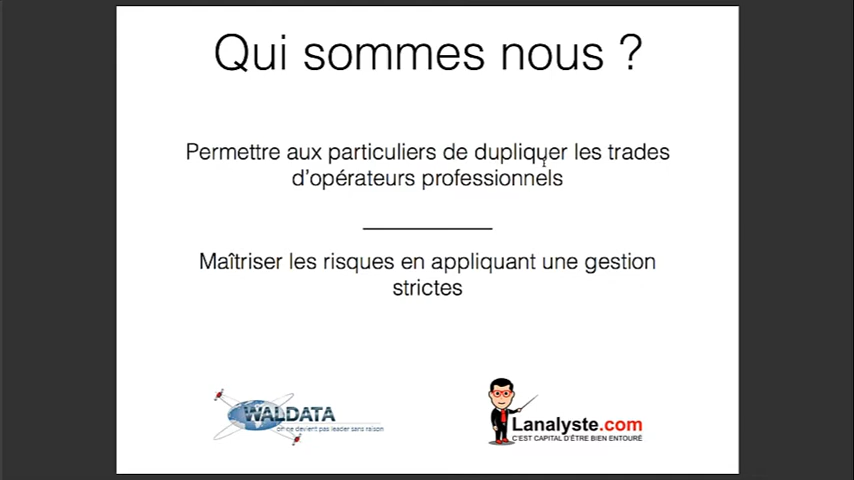 Qui sommes nous ?
Permettre aux particuliers de dupliquer les trades
d'opérateurs professionnels
Maîtriser les risques en appliquant une gestion
strictes
WALDATA
on ne devient pas leader sans raison
Lanalyste.com
C'EST CAPITAL D'ÊTRE BIEN ENTOURÉ